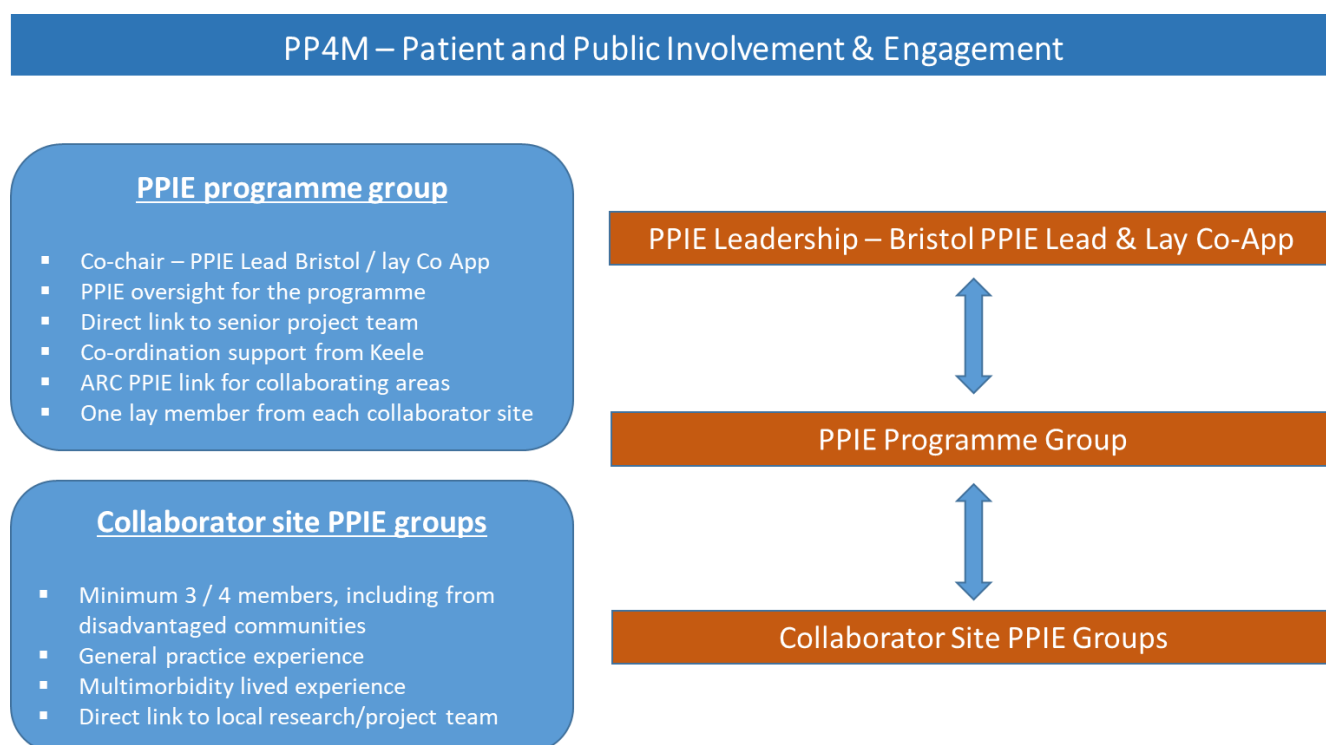 PP4M – Patient and Public Involvement & Engagement
PPIE programme group
▪ Co-chair – PPIE Lead Bristol / lay Co App
▪ PPIE oversight for the programme
▪ Direct link to senior project team
▪ Co-ordination support from Keele
▪ ARC PPIE link for collaborating areas
▪ One lay member from each collaborator site
Collaborator site PPIE groups
▪ Minimum 3 / 4 members, including from
disadvantaged communities
▪ General practice experience
▪ Multimorbidity lived experience
▪ Direct link to local research/project team
PPIE Leadership – Bristol PPIE Lead & Lay Co-App
PPIE Programme Group
Collaborator Site PPIE Groups